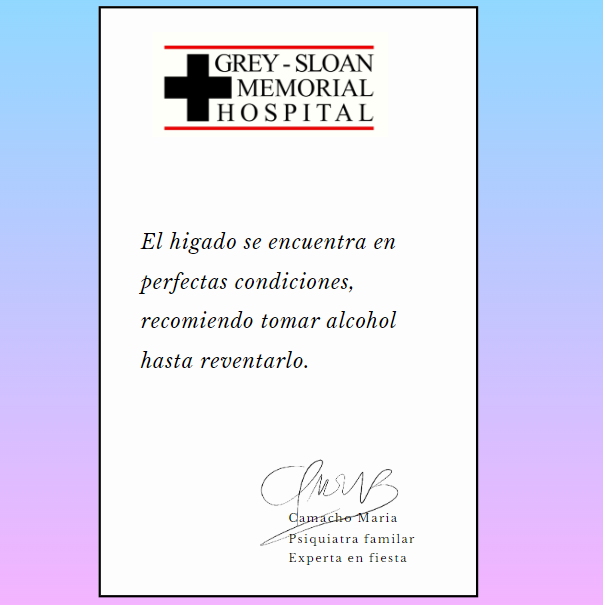 GREY - SLOAN
MEMORIAL
HOSPITAL
El higado se encuentra en
perfectas condiciones,
recomiendo tomar alcohol
hasta reventarlo.
Camacho Maria
Psiquiatra familar
Experta en fiesta